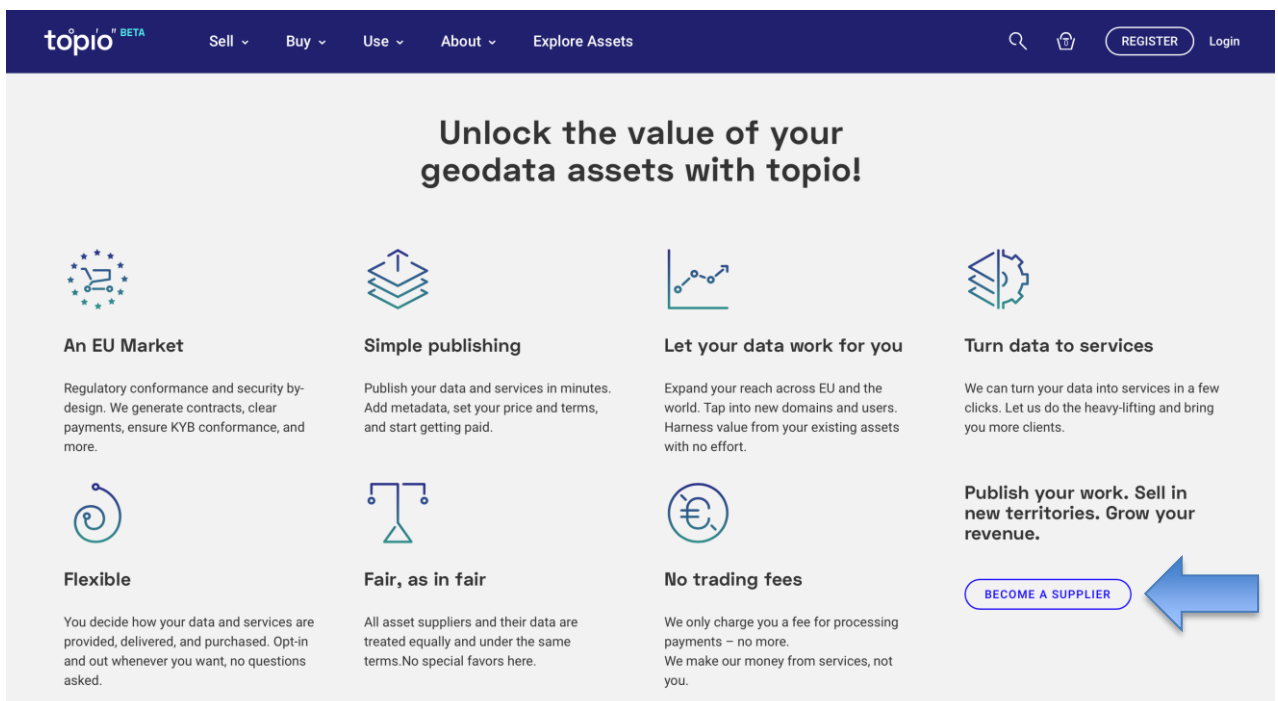 topio BETA
Sell Buy Use About Explore Assets
0
REGISTER Login
Unlock the value of your
geodata assets with topio!
An EU Market
Regulatory conformance and security by-
design. We generate contracts, clear
payments, ensure KYB conformance, and
more.
Simple publishing
Publish your data and services in minutes.
Add metadata, set your price and terms,
and start getting paid.
Let your data work for you
Expand your reach across EU and the
world. Tap into new domains and users.
Harness value from your existing assets
with no effort.
Turn data to services
We can turn your data into services in a few
clicks. Let us do the heavy-lifting and bring
you more clients.
Flexible
You decide how your data and services are
provided, delivered, and purchased. Opt-in
and out whenever you want, no questions
asked.
Fair, as in fair
All asset suppliers and their data are
treated equally and under the same
terms.No special favors here.
€
No trading fees
We only charge you a fee for processing
payments – no more.
We make our money from services, not
you.
Publish your work. Sell in
new territories. Grow your
revenue.
BECOME A SUPPLIER